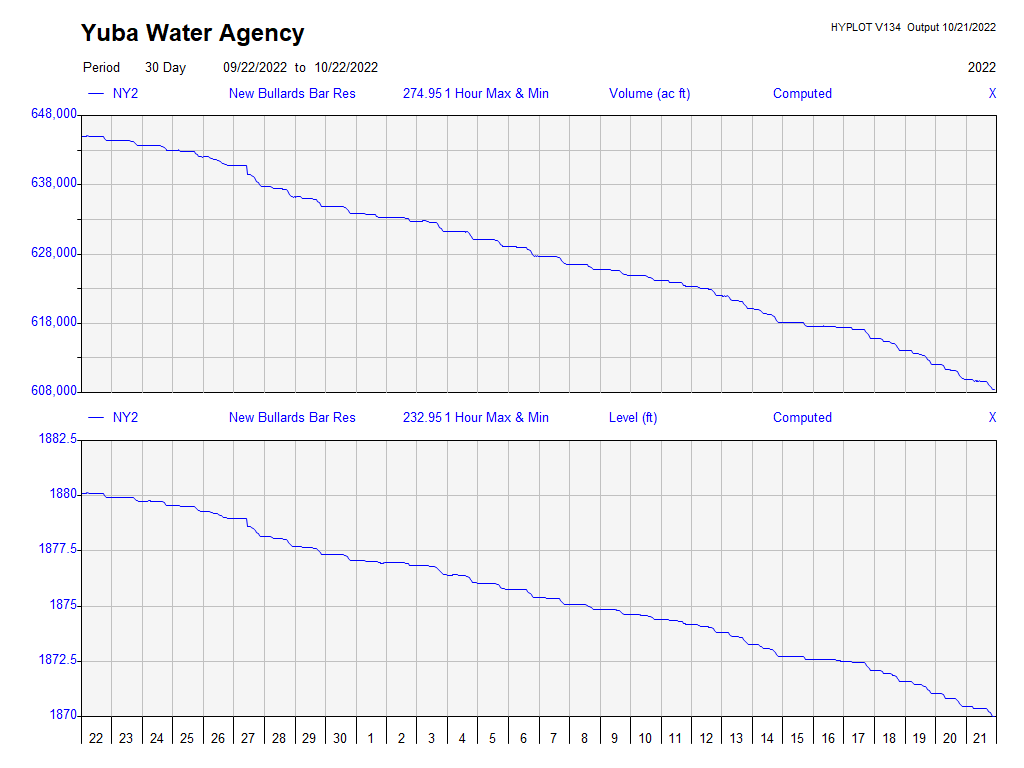 Yuba Water Agency
HYPLOT V134 Output 10/21/2022
Period 30 Day 09/22/2022 to 10/22/2022 2022
NY2 New Bullards Bar Res 274.95 1 Hour Max & Min Volume (ac ft) Computed X
648,000
638,000
628,000
618,000
608,000
NY2 New Bullards Bar Res 232.95 1 Hour Max & Min Level (ft) Computed X
1882.5
1880
1877.5
1875
1872.5
1870
22 23 24 25 26 27 28 29 30 1 2 3 4 5 6 7 8 9 10 11 12 13 14 15 16 17 18 19 20 21